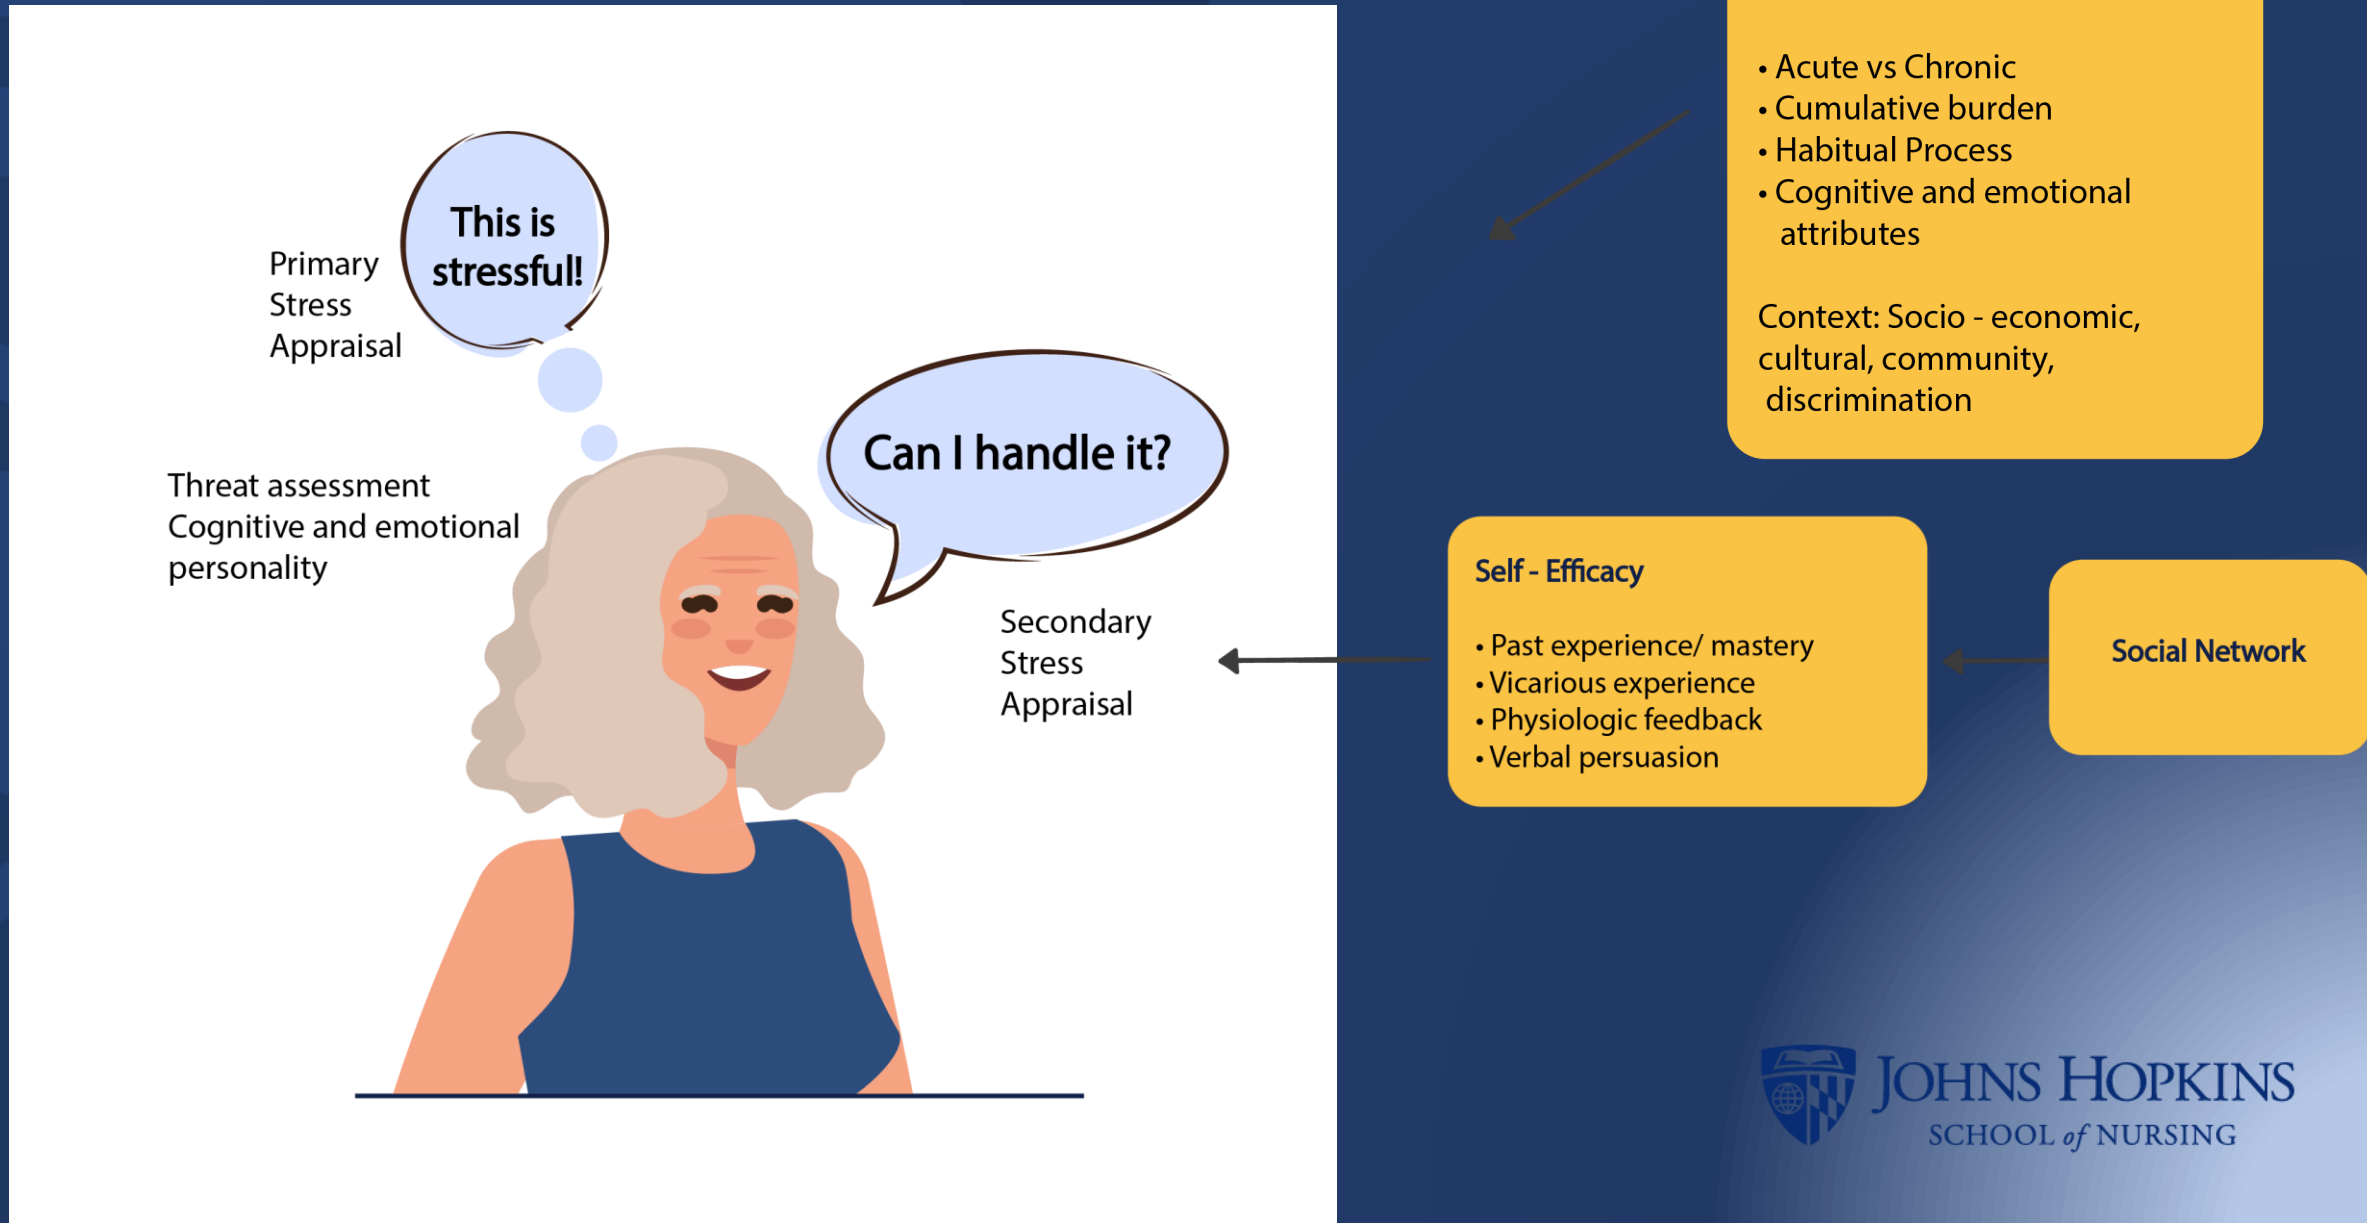 This is
stressful!
Primary
Stress
Appraisal
Threat assessment
Cognitive and emotional
personality
Can I handle it?
Secondary
Stress
Appraisal
• Acute vs Chronic
• Cumulative burden
• Habitual Process
• Cognitive and emotional
attributes
Context: Socio - economic,
cultural, community,
discrimination
Self - Efficacy
• Past experience/ mastery
• Vicarious experience
• Physiologic feedback
• Verbal persuasion
Social Network
JOHNS HOPKINS
SCHOOL of NURSING